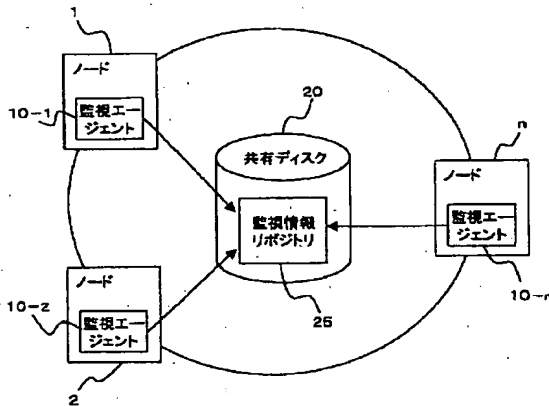 1
ノード
10-1
監視エー
ジェント
20
共有ディスク
監視情報
リポジトリ
25
n
ノード
監視エー
ジェント
10-n
ノード
10-2
監視エー
ジェント
2